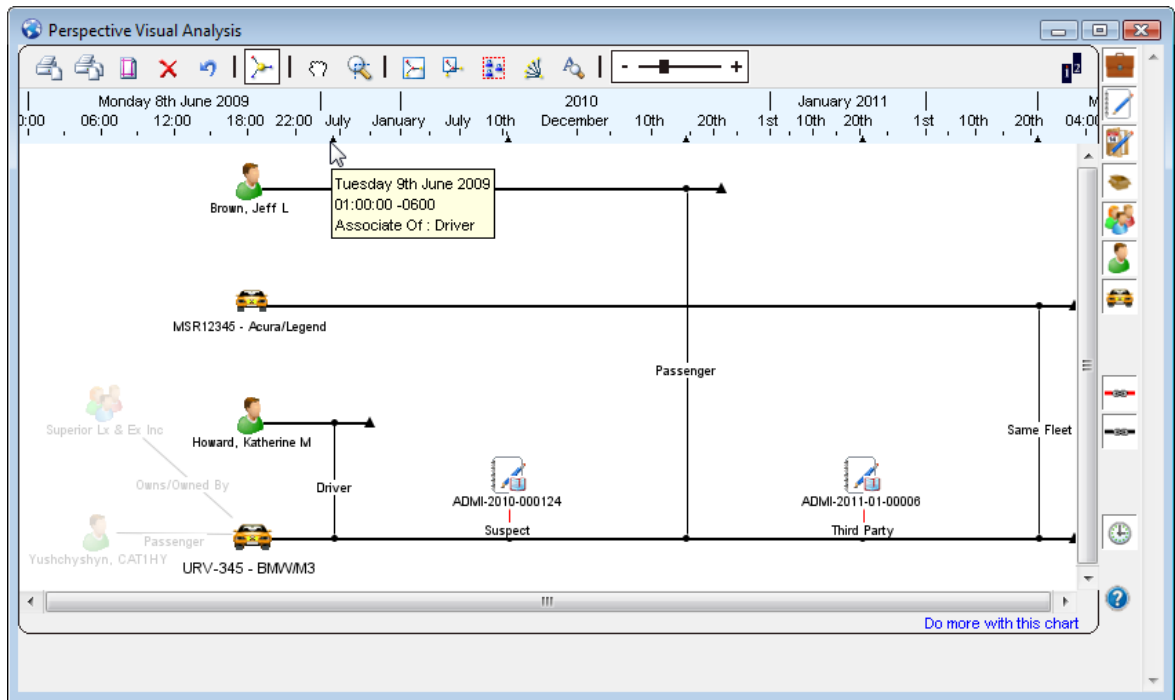 Perspective Visual Analysis
- +
i2
Monday 8th June 2009 2010 January 2011 M
0:00 06:00 12:00 18:00 22:00 July January July 10th December 10th 20th 1st 10th 20th 1st 10th 20th 04:00
Tuesday 9th June 2009
01:00:00 -0600
Associate Of : Driver
Brown, Jeff L
MSR12345 - Acura/Legend
Passenger
Superior Lx & Ex Inc
Howard, Katherine M
Same Fleet
Owns/Owned By
Driver
ADMI-2010-000124
ADMI-2011-01-00006
Suspect
Third Party
Passenger
Yushchyshyn, CAT1HY
URV-345 - BMW/M3
Do more with this chart